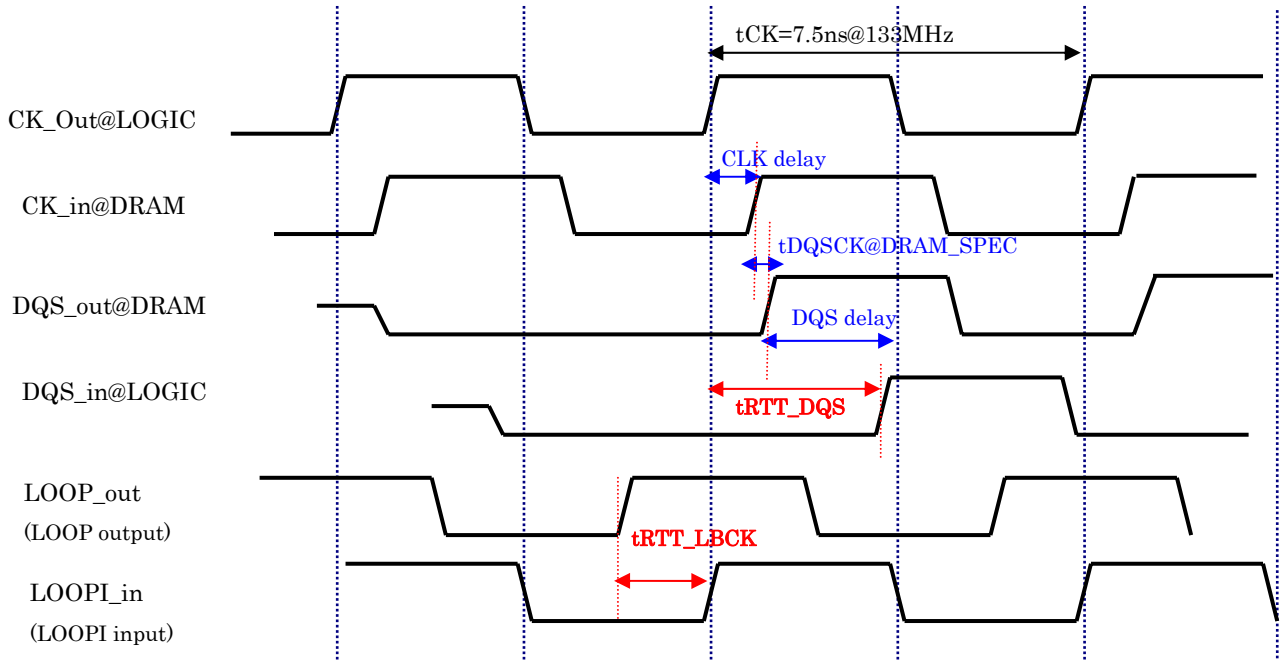 tCK=7.5ns@133MHz
CK_Out@LOGIC
CLK delay
CK_in@DRAM
tDQSCK@DRAM_SPEC
DQS_out@DRAM
DQS delay
DQS_in@LOGIC
tRTT_DQS
LOOP_out
(LOOP output)
tRTT_LBCK
LOOPI_in
(LOOPI input)